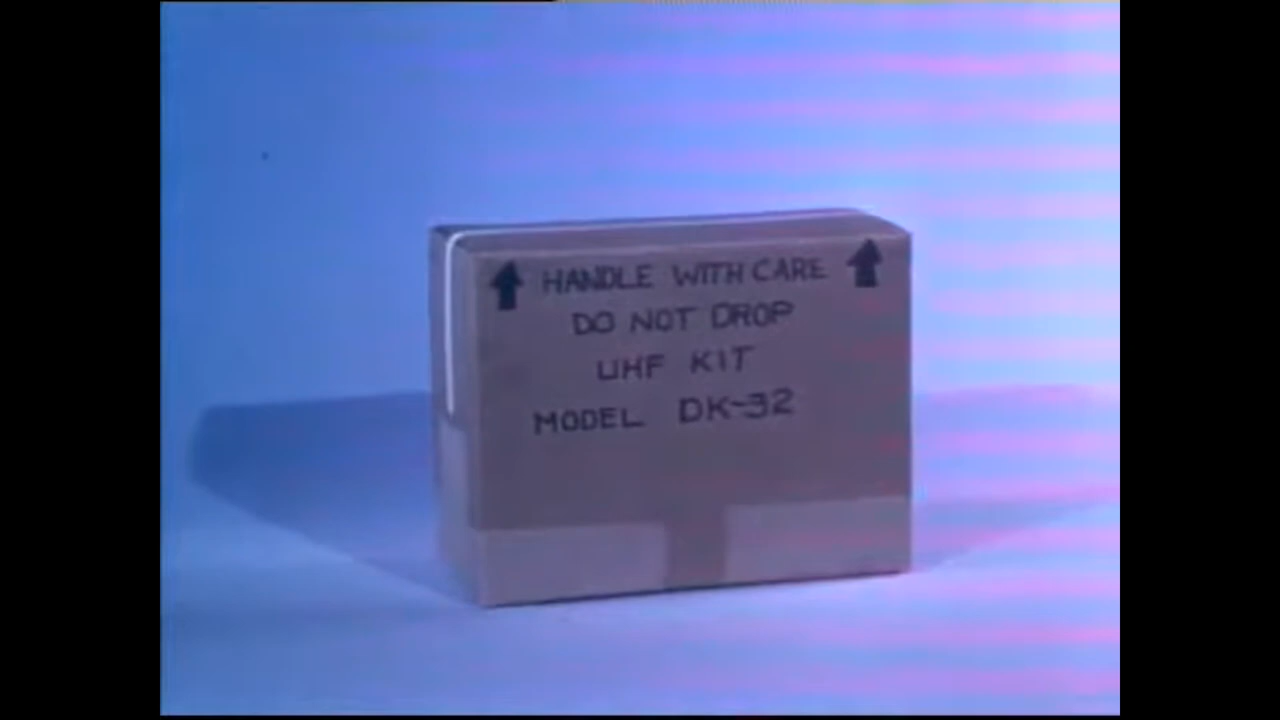 HANDLE WITH CARE
DO NOT DROP
UHF KIT
MODEL DK-32